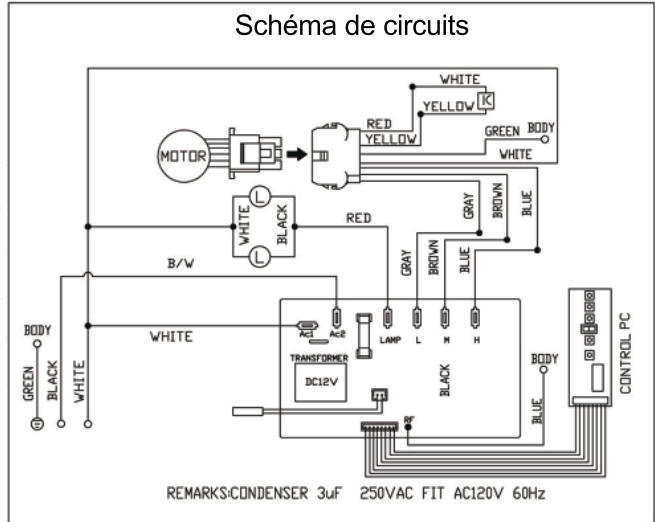 Schéma de circuits
WHITE
YELLOW
K
RED
YELLOW
GREEN
BODY
WHITE
MOTOR
L
WHITE
BLACK
L
RED
GRAY
BROWN
BLUE
GRAY
BROWN
BLUE
B/W
WHITE
Ac1
Ac2
LAMP
L
M
H
TRANSFORMER
DC12V
BLACK
BODY
BLUE
RF
CONTROL PC
BODY
GREEN
BLACK
WHITE
REMARKS:CONDENSER 3uF 250VAC FIT AC120V 60Hz